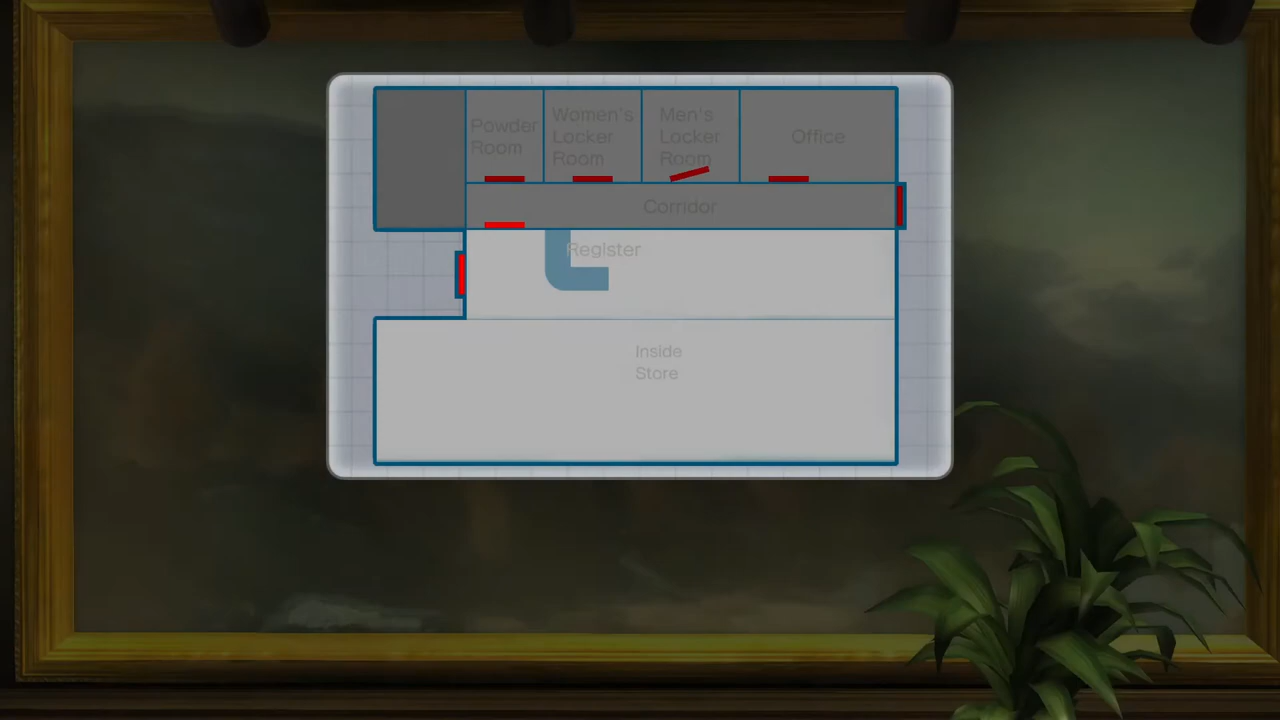 Powder
Room
Women's
Locker
Room
Men's
Locker
Room
Office
Corridor
Register
Inside
Store